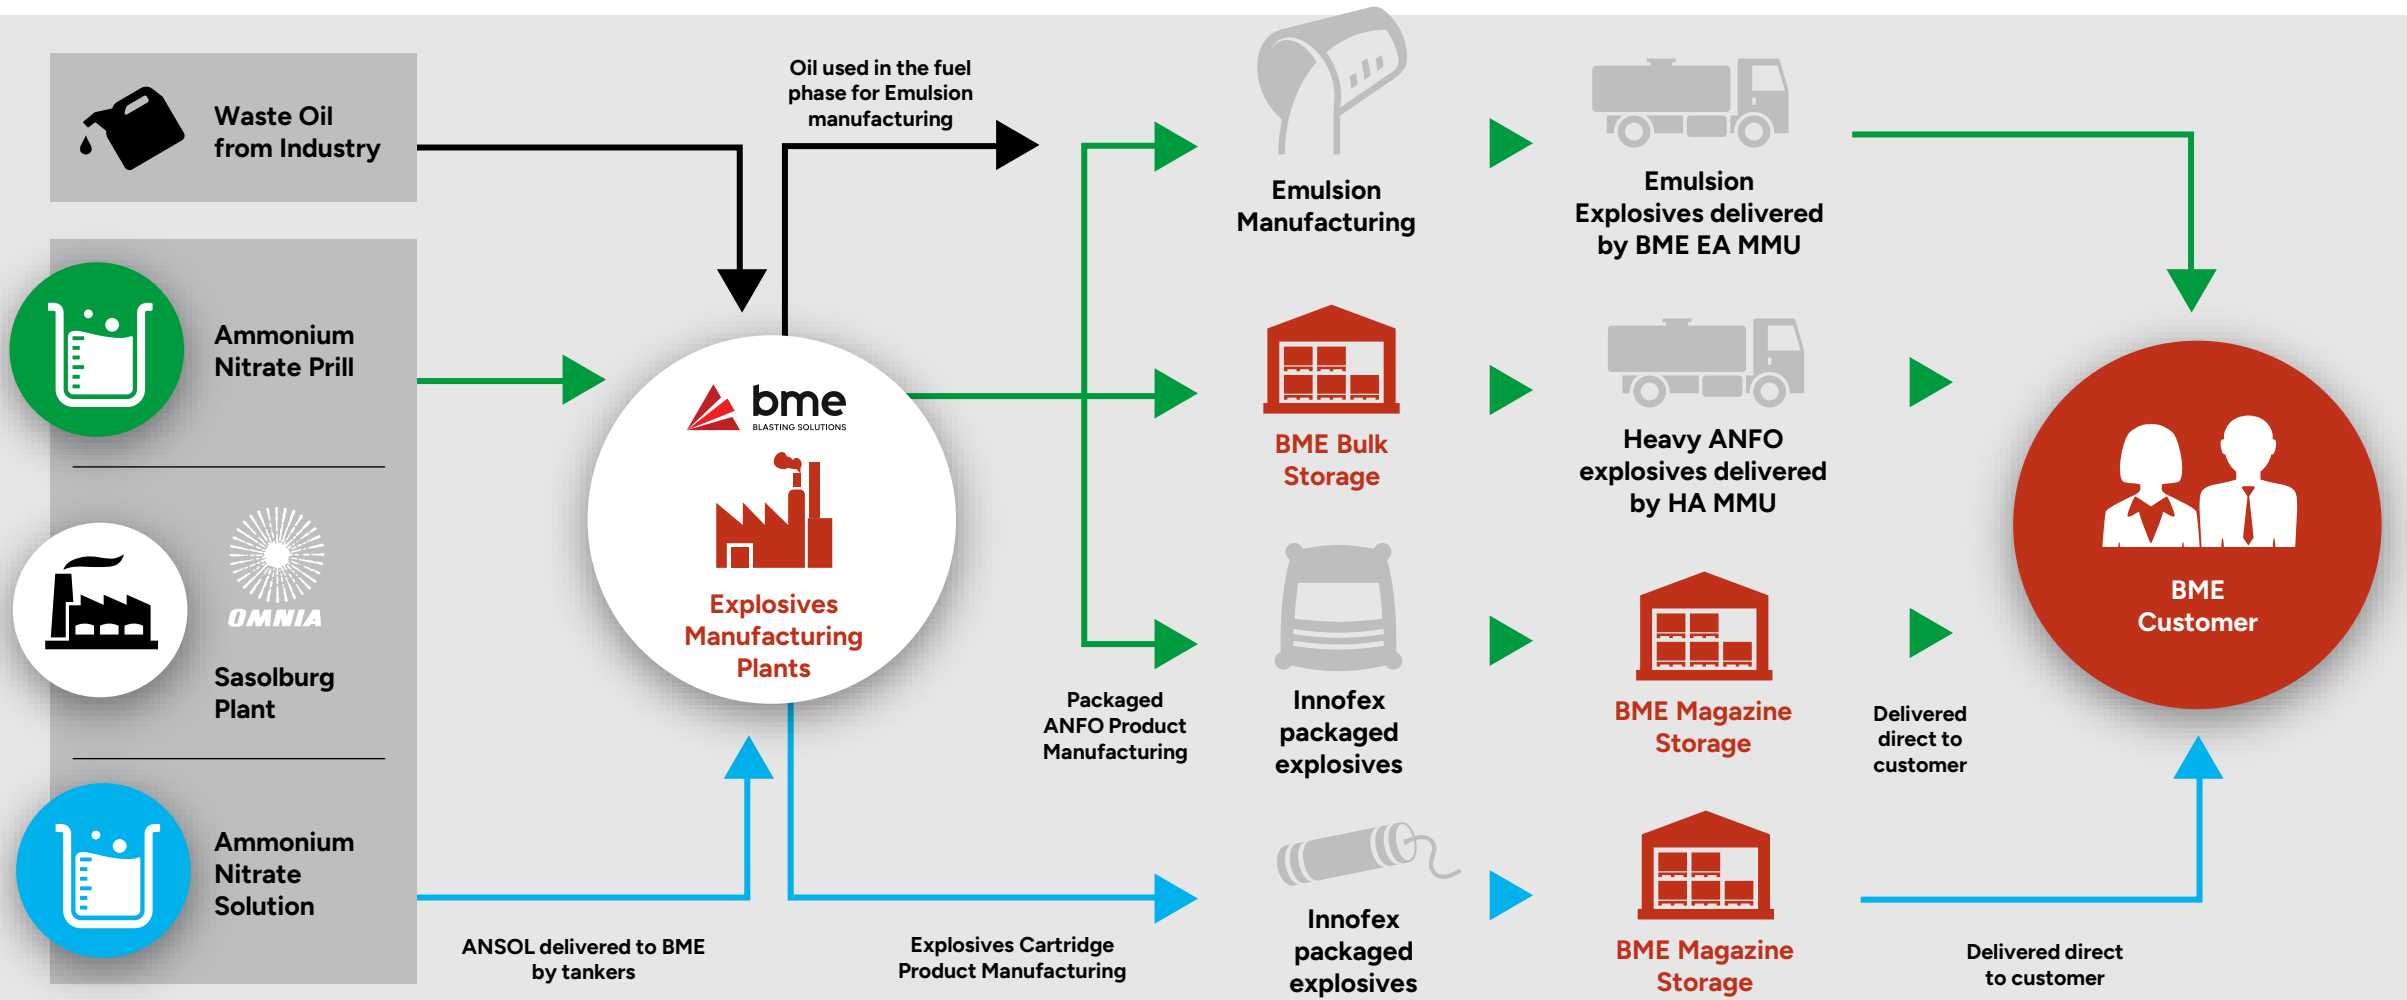 Waste Oil
from Industry
Ammonium
Nitrate Prill
OMNIA
Sasolburg
Plant
Ammonium
Nitrate
Solution
ANSOL delivered to BME
by tankers
Oil used in the fuel
phase for Emulsion
manufacturing
bme
BLASTING SOLUTIONS
Explosives
Manufacturing
Plants
Explosives Cartridge
Product Manufacturing
Packaged
ANFO Product
Manufacturing
Emulsion
Manufacturing
Emulsion
Explosives delivered
by BME EA MMU
BME Bulk
Storage
Heavy ANFO
explosives delivered
by HA MMU
Innofex
packaged
explosives
BME Magazine
Storage
Delivered
direct to
customer
Innofex
packaged
explosives
BME Magazine
Storage
Delivered direct
to customer
BME
Customer